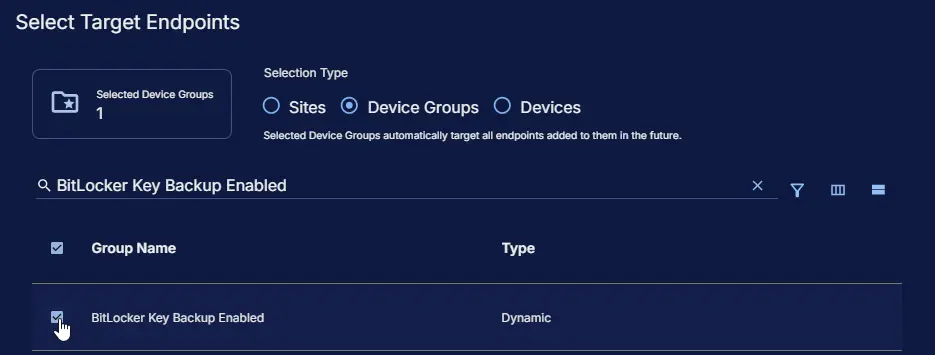 Select Target Endpoints
Selected Device Groups
1
Selection Type
Sites Device Groups Devices
Selected Device Groups automatically target all endpoints added to them in the future.
BitLocker Key Backup Enabled
Group Name Type
BitLocker Key Backup Enabled Dynamic